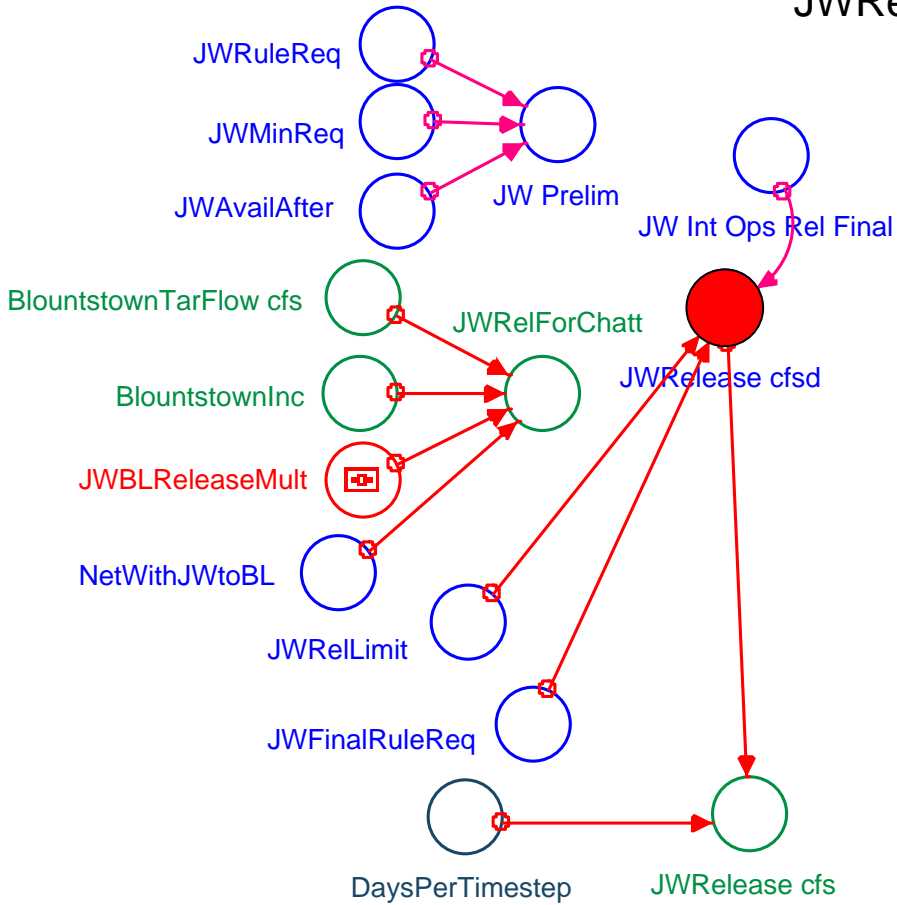 JWRe
JWRuleReq
JWMinReq
JWAvailAfter
JW Prelim
JW Int Ops Rel Final
BlountstownTarFlow cfs
JWRelForChatt
JWRelease cfsd
BlountstownInc
JWBLReleaseMult
NetWithJWtoBL
JWRelLimit
JWFinalRuleReq
DaysPerTimestep
JWRelease cfs